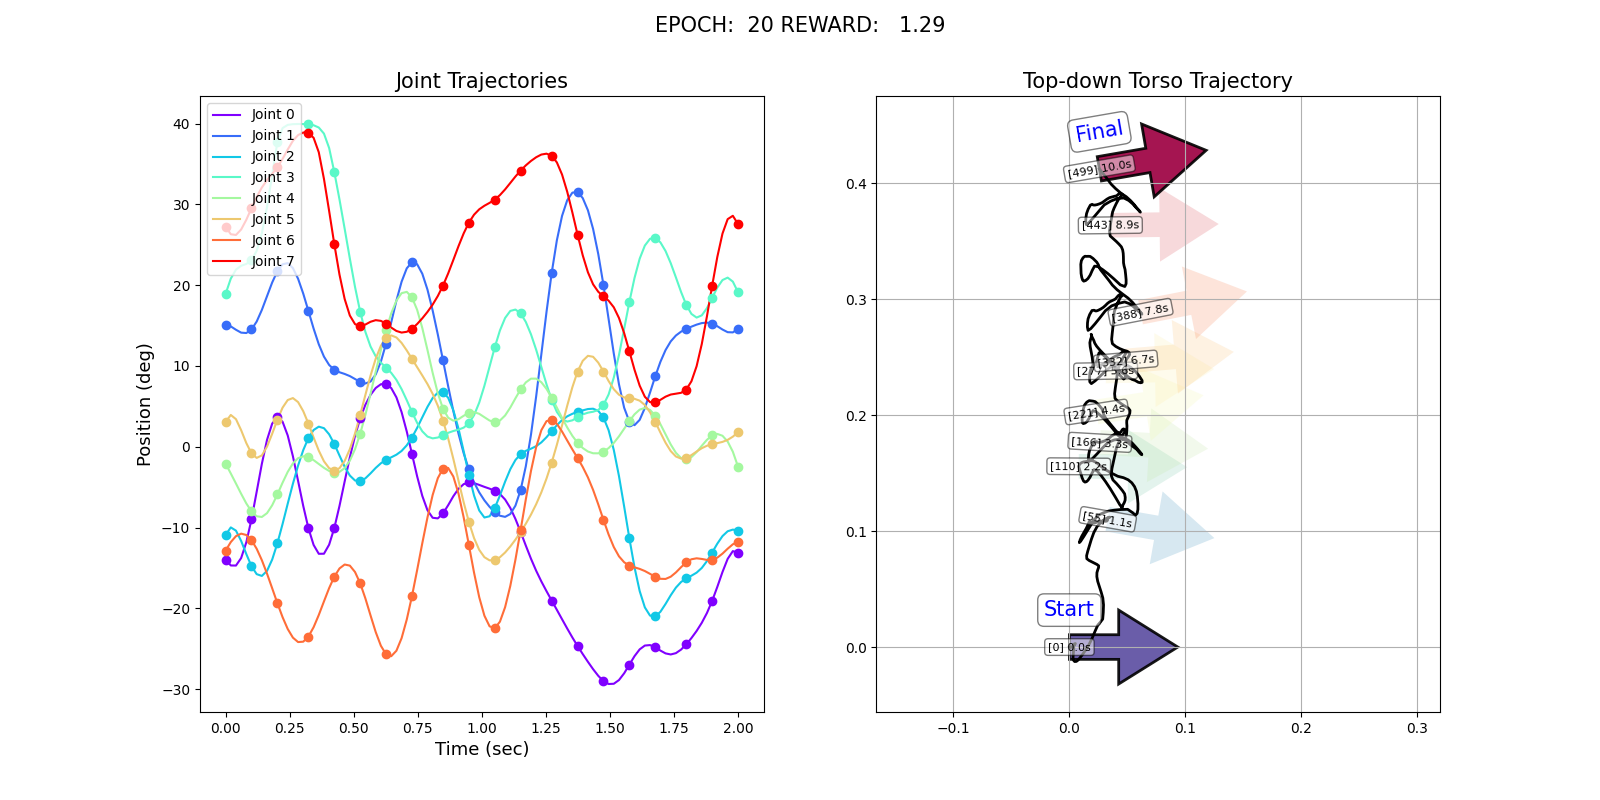 EPOCH:  20 REWARD:   1.29
Joint Trajectories
40
30
20
10
0
−10
−20
−30
Position (deg)
Joint 0
Joint 1
Joint 2
Joint 3
Joint 4
Joint 5
Joint 6
Joint 7
0.00 0.25 0.50 0.75 1.00 1.25 1.50 1.75 2.00
Time (sec)
Top-down Torso Trajectory
0.4
0.3
0.2
0.1
0.0
Final
[499] 10.0s
[443] 8.9s
[388] 7.8s
[332] 6.7s
[221] 4.4s
[166] 3.3s
[110] 2.2s
[55] 1.1s
Start
[0] 0.0s
−0.1 0.0 0.1 0.2 0.3